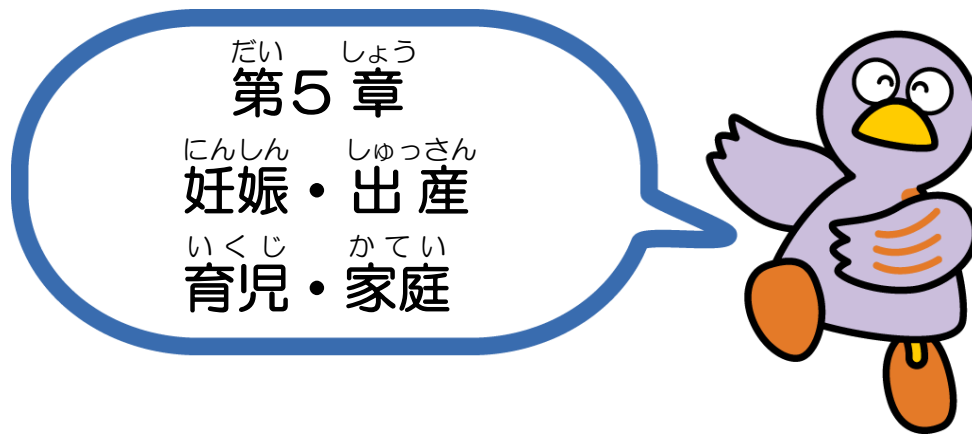 だい しょう
第5章
にんしん しゅっさん
妊娠・出産
いくじ かてい
育児・家庭